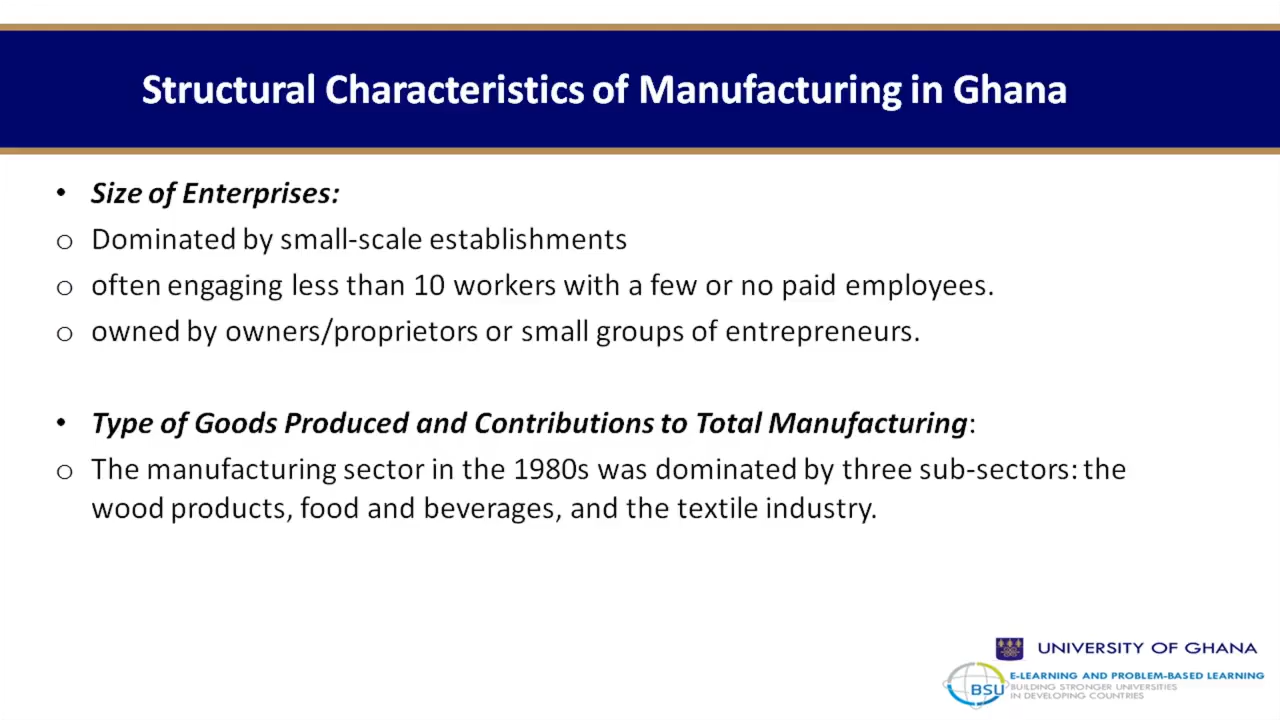 Structural Characteristics of Manufacturing in Ghana
• Size of Enterprises:
o Dominated by small-scale establishments
o often engaging less than 10 workers with a few or no paid employees.
o owned by owners/proprietors or small groups of entrepreneurs.
• Type of Goods Produced and Contributions to Total Manufacturing:
o The manufacturing sector in the 1980s was dominated by three sub-sectors: the
wood products, food and beverages, and the textile industry.
UNIVERSITY OF GHANA
BSU
E-LEARNING AND PROBLEM-BASED LEARNING
BUILDING STRONGER UNIVERSITIES
IN DEVELOPING COUNTRIES